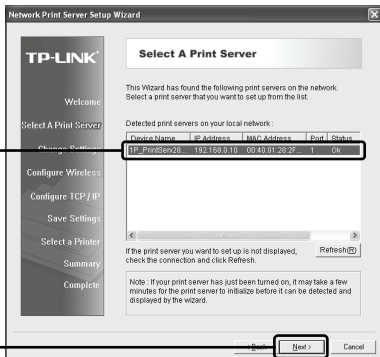 Network Print Server Setup Wizard
TP-LINK
Select A Print Server
This Wizard has found the following print servers on the network.
Select a print server that you want to set up from the list.
Welcome
Select A Print Server
Change Settings
Configure Wireless
Configure TCP / IP
Save Settings
Select a Printer
Summary
Complete
Detected print servers on your local network :
Device Name IP Address MAC Address Port Status
1P_PrintServ28... 192.168.0.10 00:40:01:28:2F... 1 Ok
If the print server you want to set up is not displayed,
check the connection and click Refresh.
Refresh(R)
Note : If your print server has just been turned on, it may take a few
minutes for the print server to initialize before it can be detected and
displayed by the wizard.
< Back Next > Cancel